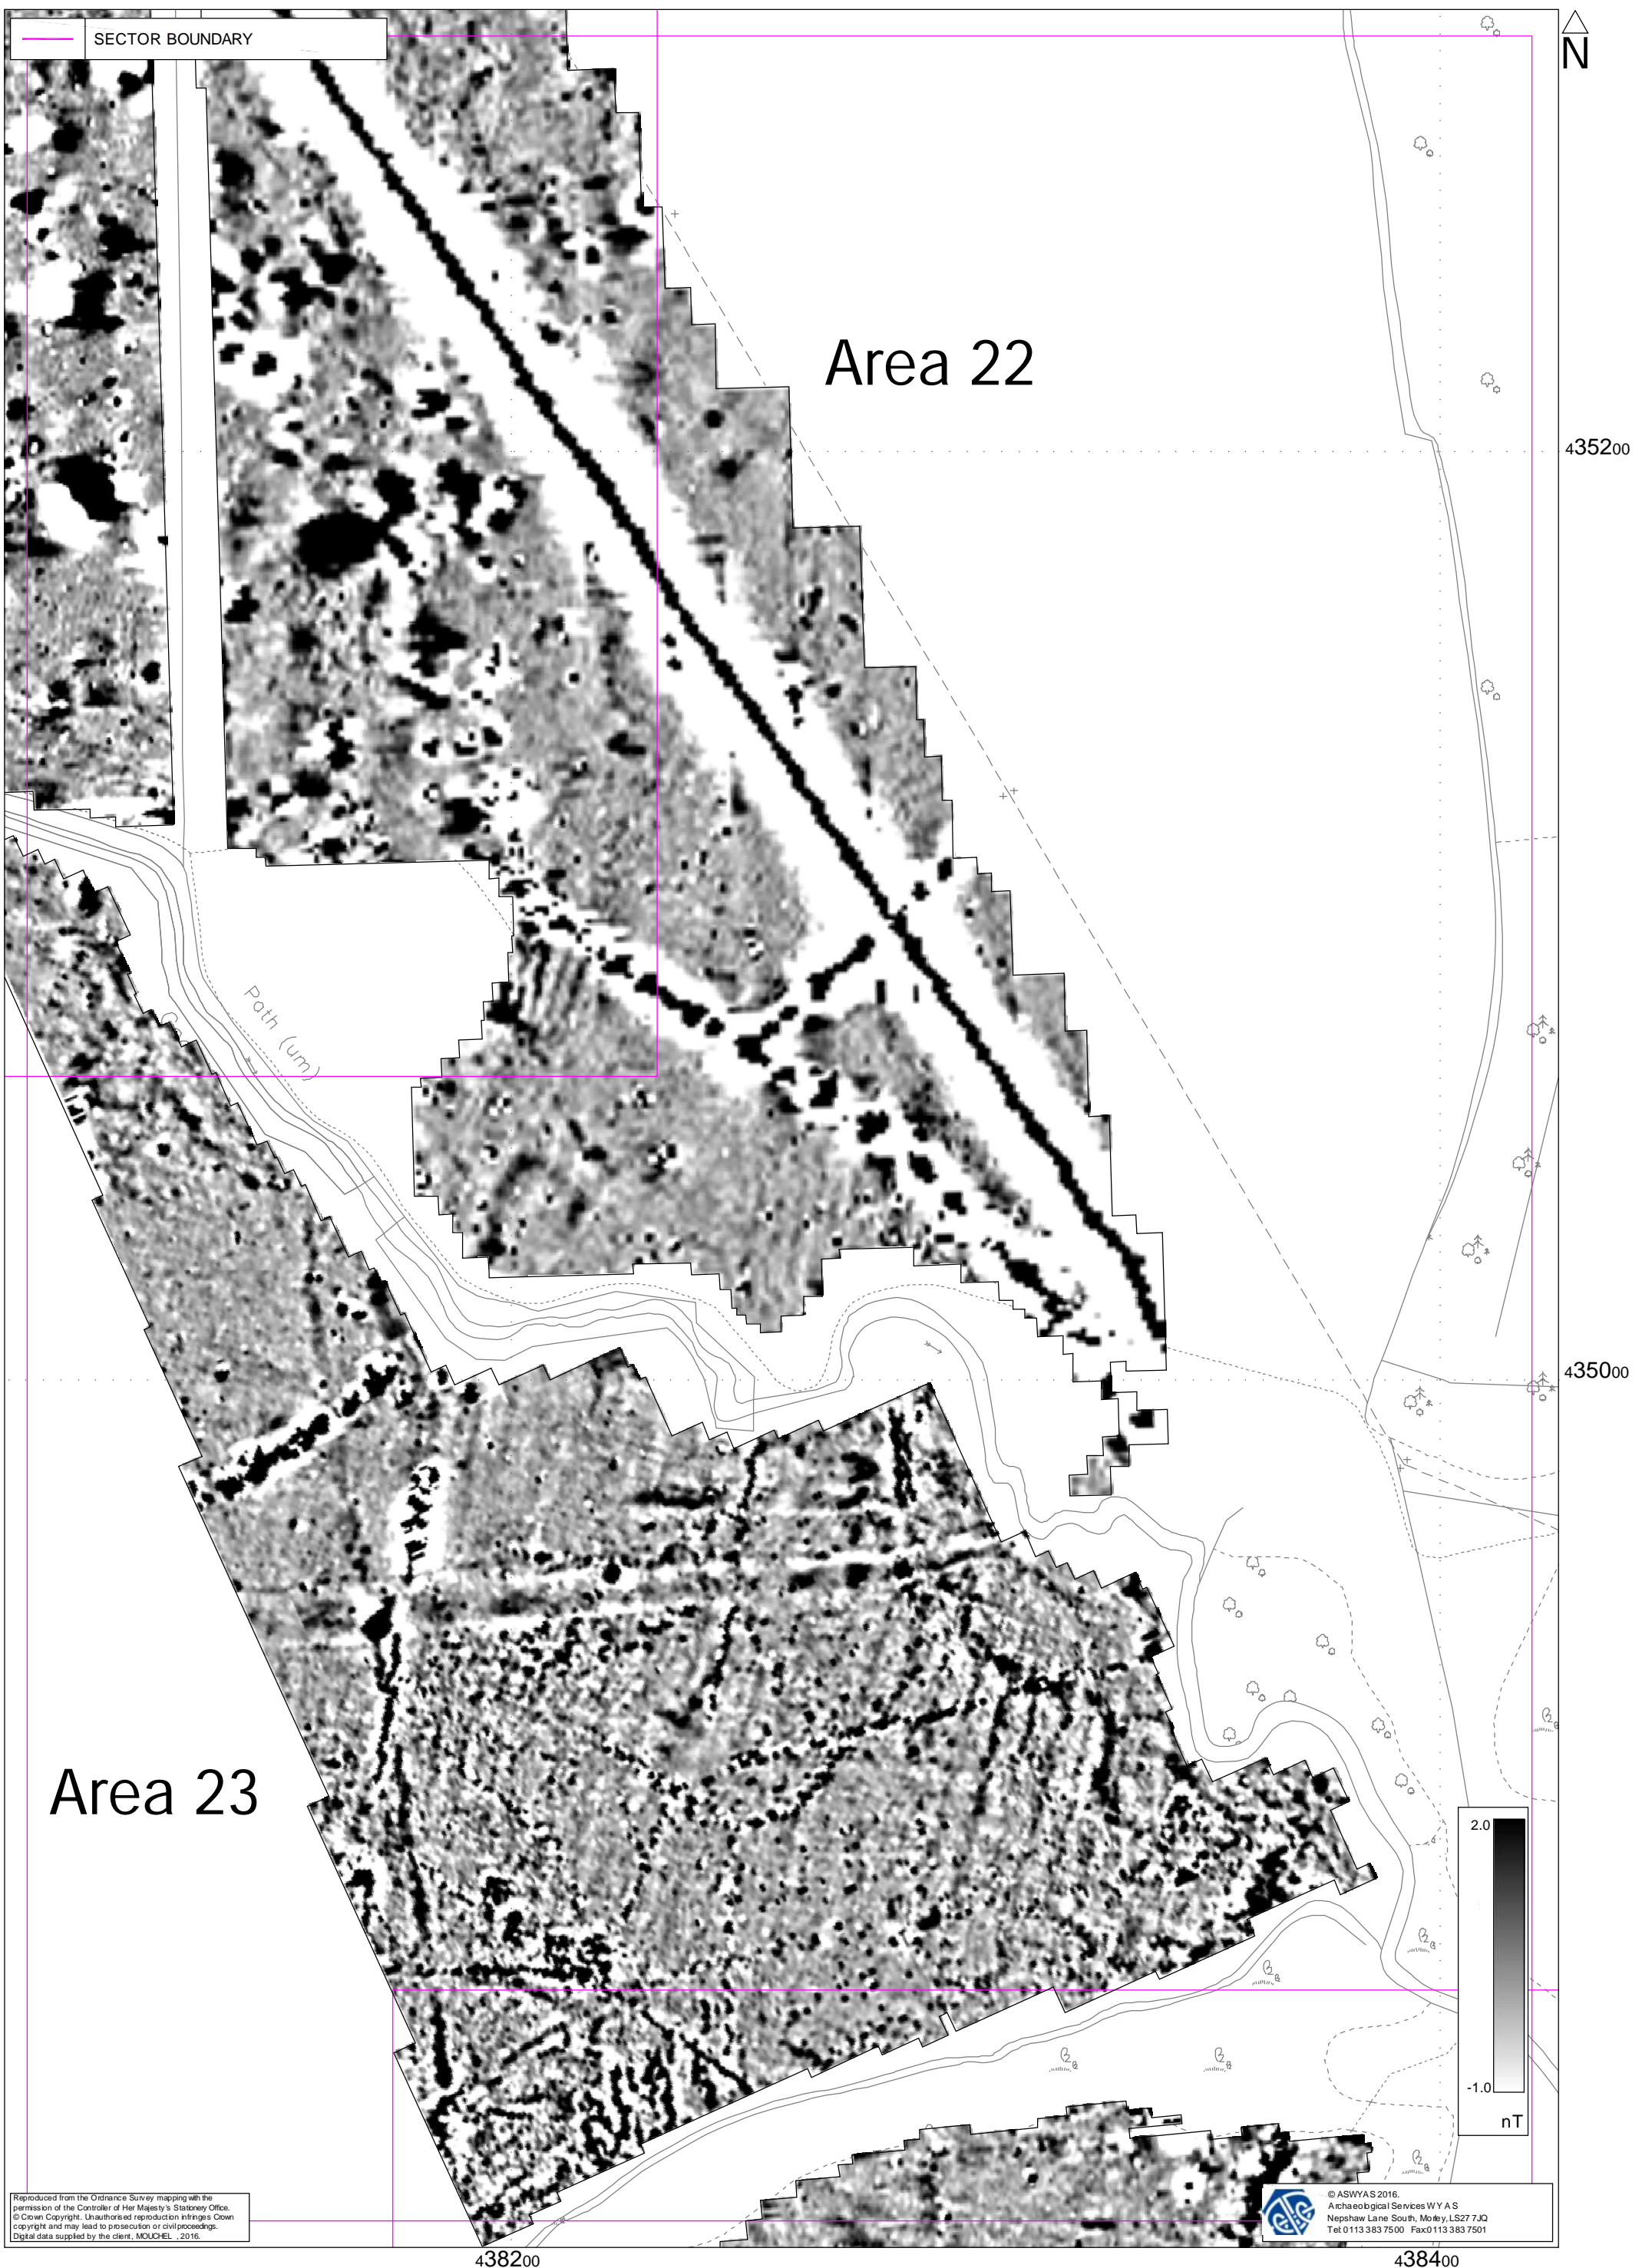 SECTOR BOUNDARY
N
Area 22
435200
Path (um)
435000
Area 23
2.0
-1.0
nT
Reproduced from the Ordnance Survey mapping with the
permission of the Controller of Her Majesty's Stationery Office.
© Crown Copyright. Unauthorised reproduction infringes Crown
copyright and may lead to prosecution or civil proceedings.
Digital data supplied by the client, MOUCHEL , 2016.
© ASWYAS 2016.
Archaeological Services W Y A S
Nepshaw Lane South, Morley, LS27 7JQ
Tel: 0113 383 7500 Fax: 0113 383 7501
438200
438400